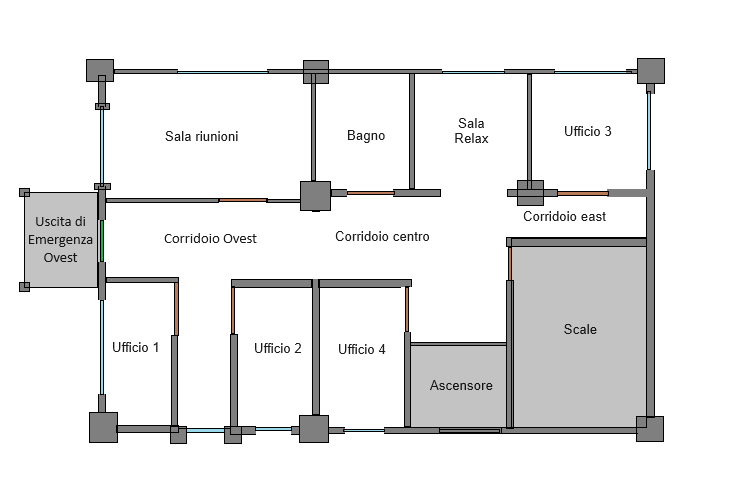 Sala riunioni
Bagno
Sala
Relax
Ufficio 3
Uscita di
Emergenza
Ovest
Corridoio Ovest
Corridoio centro
Corridoio east
Ufficio 1
Ufficio 2
Ufficio 4
Ascensore
Scale